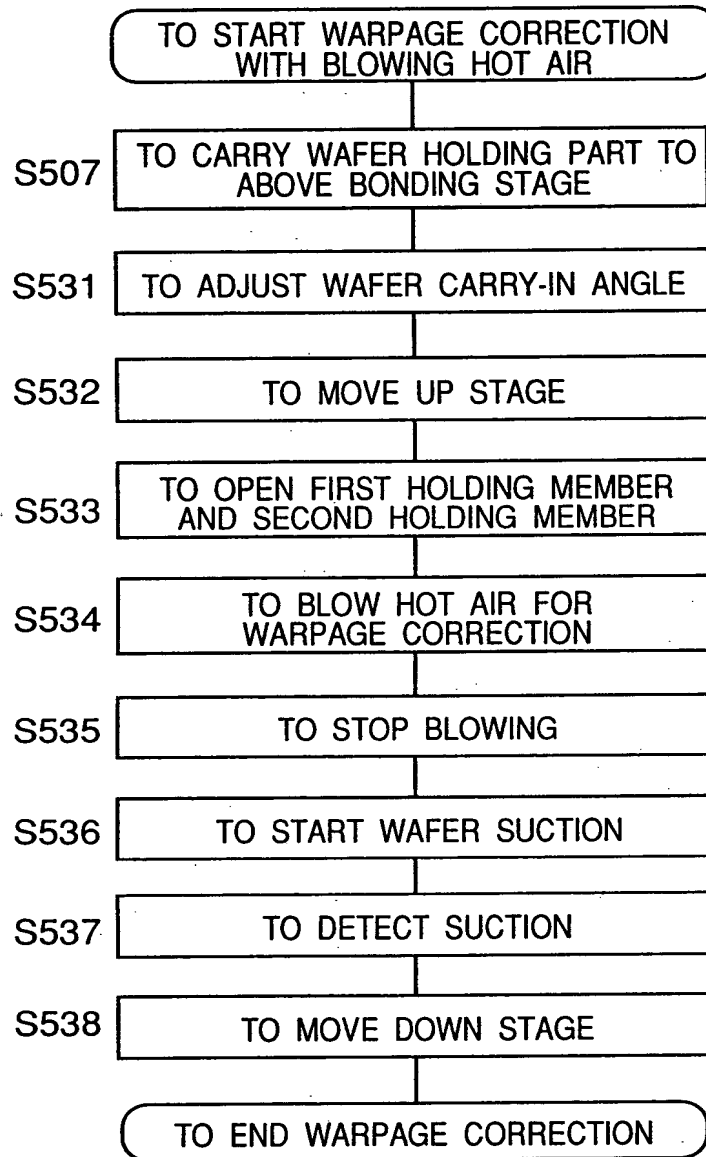 TO START WARPAGE CORRECTION
WITH BLOWING HOT AIR
S507
TO CARRY WAFER HOLDING PART TO
ABOVE BONDING STAGE
S531
TO ADJUST WAFER CARRY-IN ANGLE
S532
TO MOVE UP STAGE
S533
TO OPEN FIRST HOLDING MEMBER
AND SECOND HOLDING MEMBER
S534
TO BLOW HOT AIR FOR
WARPAGE CORRECTION
S535
TO STOP BLOWING
S536
TO START WAFER SUCTION
S537
TO DETECT SUCTION
S538
TO MOVE DOWN STAGE
TO END WARPAGE CORRECTION